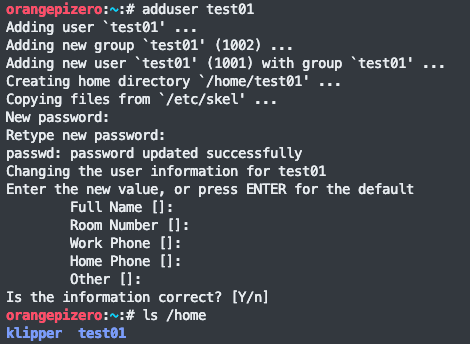 orangepizero:~:# adduser test01
Adding user `test01' ...
Adding new group `test01' (1002) ...
Adding new user `test01' (1001) with group `test01' ...
Creating home directory `/home/test01' ...
Copying files from `/etc/skel' ...
New password:
Retype new password:
passwd: password updated successfully
Changing the user information for test01
Enter the new value, or press ENTER for the default
Full Name []:
Room Number []:
Work Phone []:
Home Phone []:
Other []:
Is the information correct? [Y/n]
orangepizero:~:# ls /home
klipper  test01